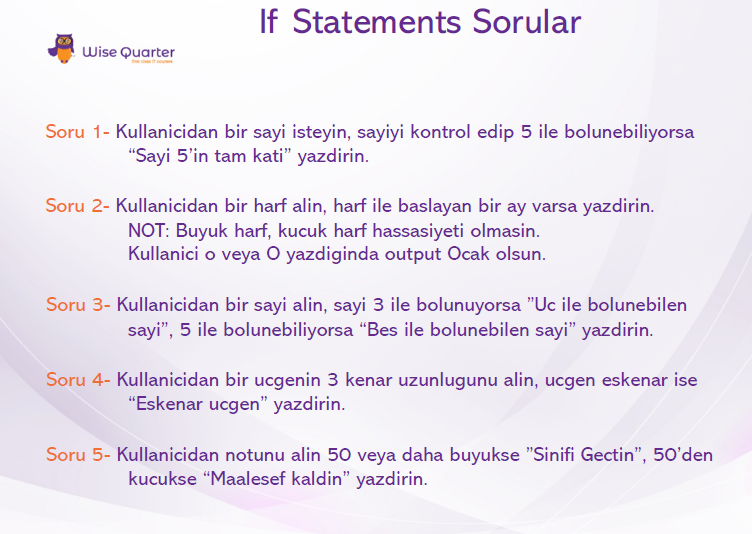 If Statements Sorular
Wise Quarter
Soru 1- Kullanicidan bir sayi isteyin, sayiyi kontrol edip 5 ile bolunebiliyorsa
“Sayi 5’in tam kati” yazdirin.
Soru 2- Kullanicidan bir harf alin, harf ile baslayan bir ay varsa yazdirin.
NOT: Buyuk harf, kucuk harf hassasiyeti olmasin.
Kullanici o veya O yazdiginda output Ocak olsun.
Soru 3- Kullanicidan bir sayi alin, sayi 3 ile bolunuyorsa ”Uc ile bolunebilen
sayi”, 5 ile bolunebiliyorsa “Bes ile bolunebilen sayi” yazdirin.
Soru 4- Kullanicidan bir ucgenin 3 kenar uzunlugunu alin, ucgen eskenar ise
“Eskenar ucgen” yazdirin.
Soru 5- Kullanicidan notunu alin 50 veya daha buyukse ”Sinifi Gectin”, 50’den
kucukse “Maalesef kaldin” yazdirin.